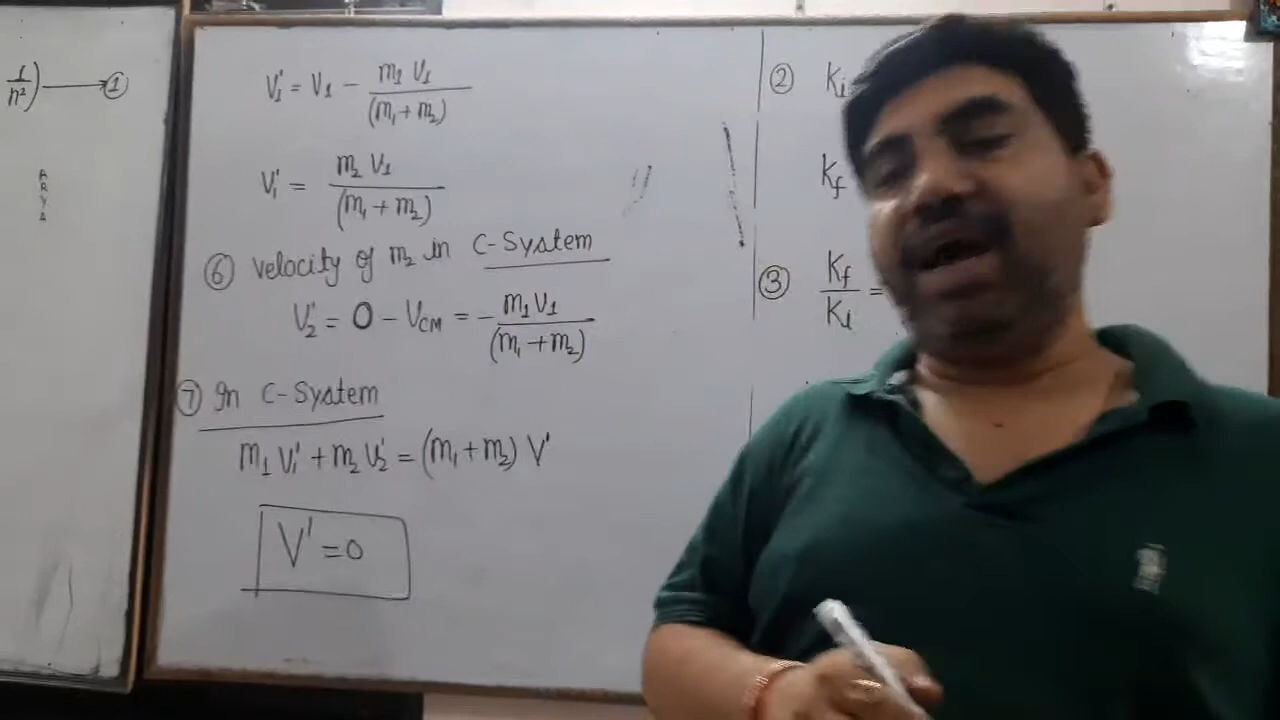 1/n²) ⟶ ①
A
R
Y
A
V₁' = V₁ − m₁ V₁ / (m₁ + m₂)
V₁' = m₂ V₁ / (m₁ + m₂)
⑥ Velocity of m₂ in C-System
V₂' = 0 − V_CM = − m₁ V₁ / (m₁ + m₂)
⑦ In C-System
m₁ V₁' + m₂ V₂' = (m₁ + m₂) V'
V' = 0
② Ki
Kf
③ Kf / Ki =